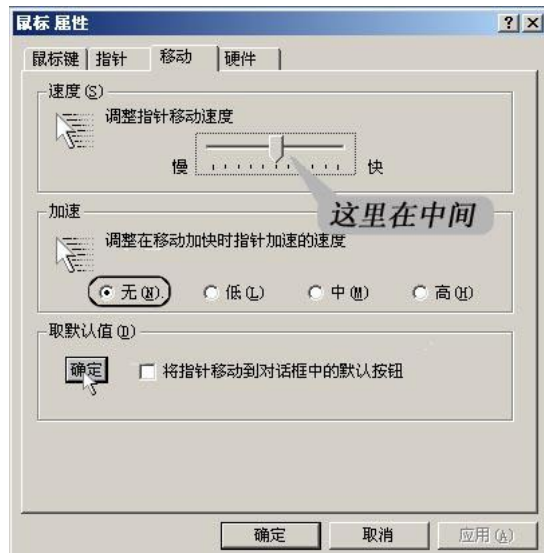 鼠标 属性
鼠标键 指针 移动 硬件
速度(S)
调整指针移动速度
慢 快
这里在中间
加速
调整在移动加快时指针加速的速度
无(N). 低(L) 中(M) 高(H)
取默认值(D)
确定 将指针移动到对话框中的默认按钮
确定 取消 应用(A)